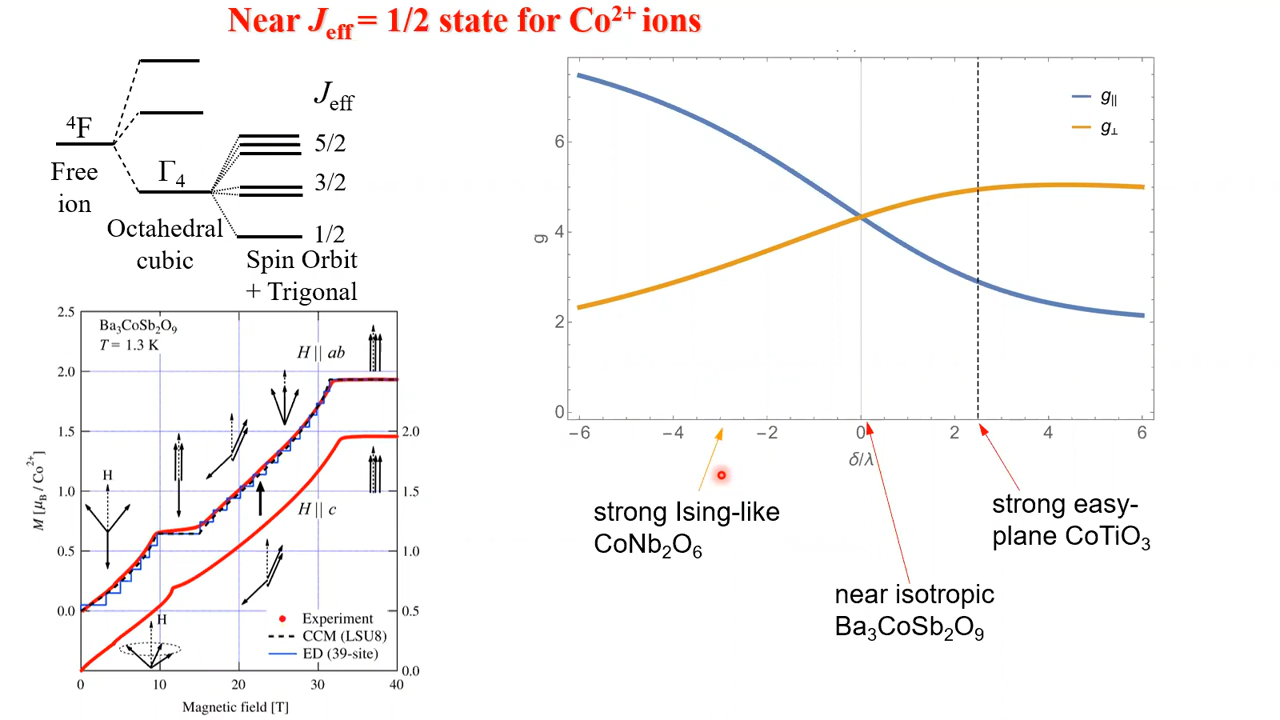 Near J_eff = 1/2 state for Co²⁺ ions
⁴F
Free
ion
Γ₄
Octahedral
cubic
J_eff
5/2
3/2
1/2
Spin Orbit
+ Trigonal
g∥
g⊥
g
6
4
2
0
−6
−4
−2
0
2
4
6
δ/λ
strong Ising-like
CoNb₂O₆
near isotropic
Ba₃CoSb₂O₉
strong easy-
plane CoTiO₃
Ba₃CoSb₂O₉
T = 1.3 K
H || ab
H || c
H
H
Experiment
CCM (LSU8)
ED (39-site)
M [μ_B / Co²⁺]
2.5
2.0
1.5
1.0
0.5
0.0
2.0
1.5
1.0
0.5
0.0
0
10
20
30
40
Magnetic field [T]